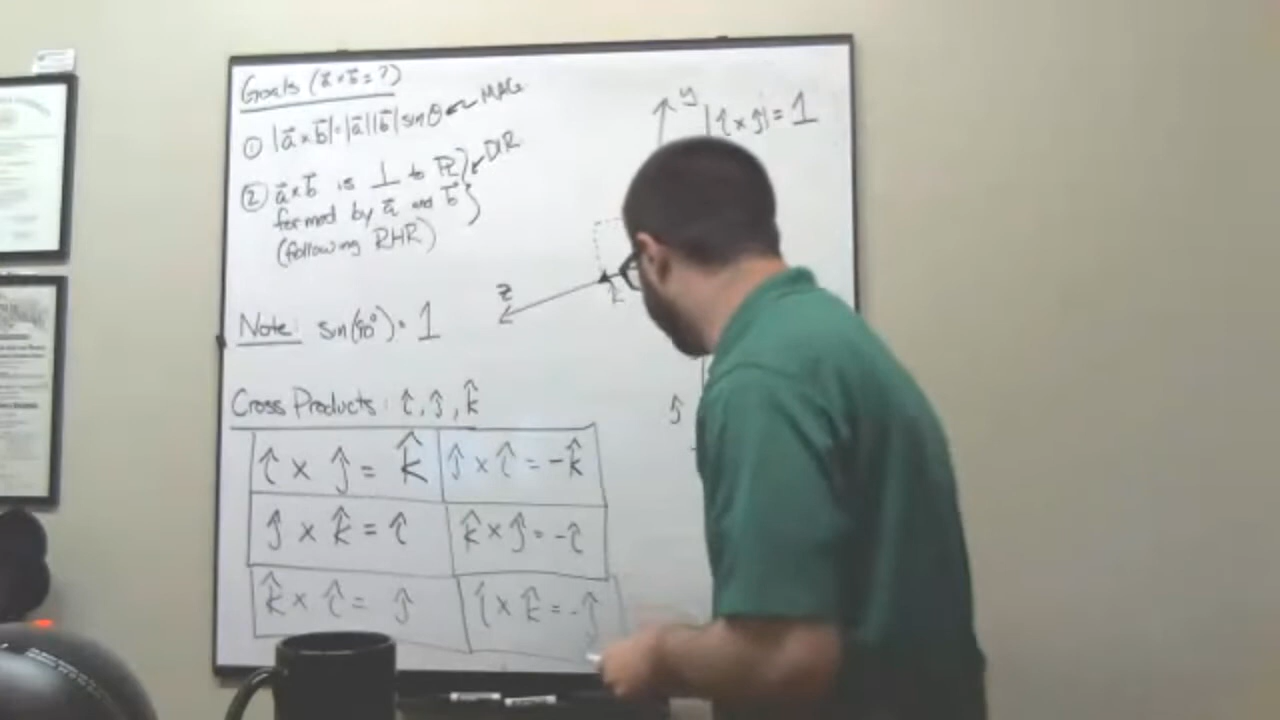 Goals (a⃗×b⃗=?)
① |a⃗×b⃗|=|a⃗||b⃗| sinθ ← MAG
② a⃗×b⃗ is ⊥ to PL } ← DIR
formed by a⃗ and b⃗
(following RHR)
Note: sin(90°) = 1
Cross Products: î, ĵ, k̂
î × ĵ = k̂ ĵ × î = -k̂
ĵ × k̂ = î k̂ × ĵ = -î
k̂ × î = ĵ î × k̂ = -ĵ
y
|î×ĵ|=1
z
k̂
ĵ